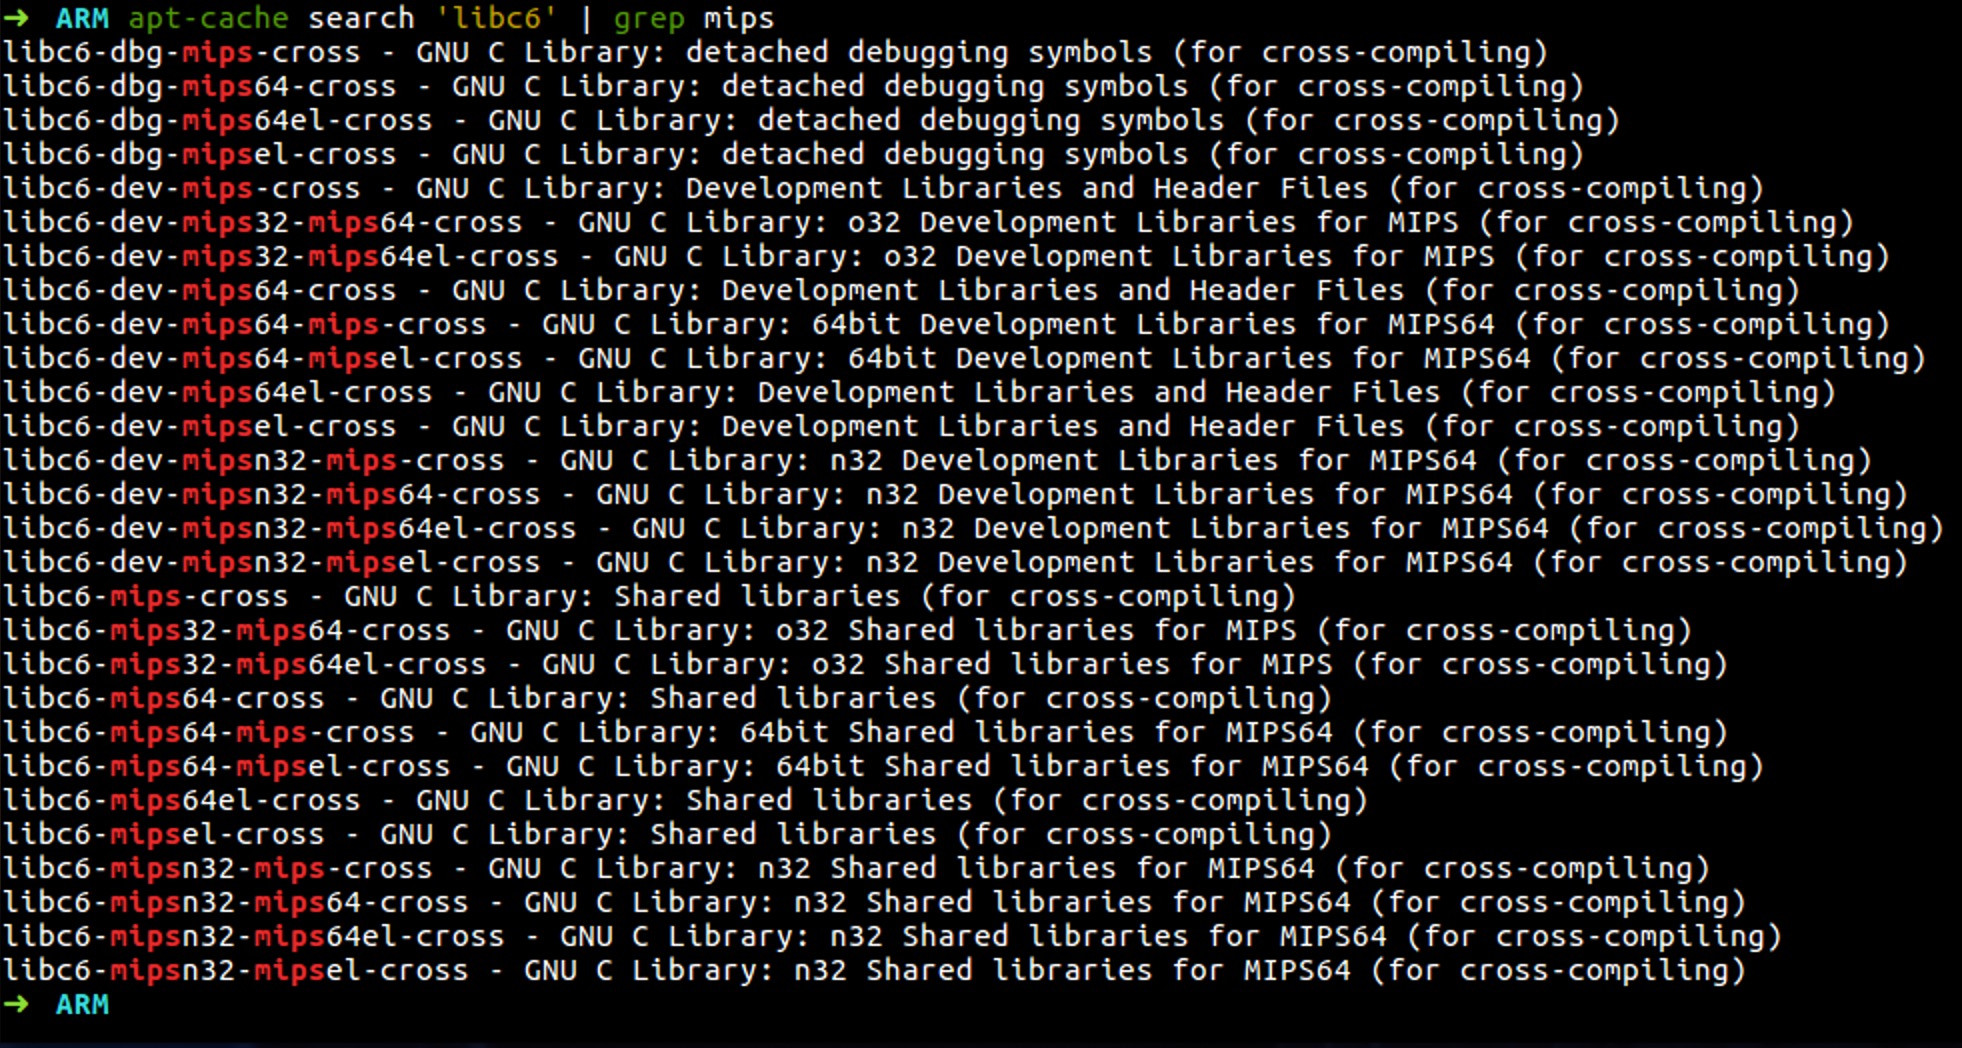 ➜  ARM apt-cache search 'libc6' | grep mips
libc6-dbg-mips-cross - GNU C Library: detached debugging symbols (for cross-compiling)
libc6-dbg-mips64-cross - GNU C Library: detached debugging symbols (for cross-compiling)
libc6-dbg-mips64el-cross - GNU C Library: detached debugging symbols (for cross-compiling)
libc6-dbg-mipsel-cross - GNU C Library: detached debugging symbols (for cross-compiling)
libc6-dev-mips-cross - GNU C Library: Development Libraries and Header Files (for cross-compiling)
libc6-dev-mips32-mips64-cross - GNU C Library: o32 Development Libraries for MIPS (for cross-compiling)
libc6-dev-mips32-mips64el-cross - GNU C Library: o32 Development Libraries for MIPS (for cross-compiling)
libc6-dev-mips64-cross - GNU C Library: Development Libraries and Header Files (for cross-compiling)
libc6-dev-mips64-mips-cross - GNU C Library: 64bit Development Libraries for MIPS64 (for cross-compiling)
libc6-dev-mips64-mipsel-cross - GNU C Library: 64bit Development Libraries for MIPS64 (for cross-compiling)
libc6-dev-mips64el-cross - GNU C Library: Development Libraries and Header Files (for cross-compiling)
libc6-dev-mipsel-cross - GNU C Library: Development Libraries and Header Files (for cross-compiling)
libc6-dev-mipsn32-mips-cross - GNU C Library: n32 Development Libraries for MIPS64 (for cross-compiling)
libc6-dev-mipsn32-mips64-cross - GNU C Library: n32 Development Libraries for MIPS64 (for cross-compiling)
libc6-dev-mipsn32-mips64el-cross - GNU C Library: n32 Development Libraries for MIPS64 (for cross-compiling)
libc6-dev-mipsn32-mipsel-cross - GNU C Library: n32 Development Libraries for MIPS64 (for cross-compiling)
libc6-mips-cross - GNU C Library: Shared libraries (for cross-compiling)
libc6-mips32-mips64-cross - GNU C Library: o32 Shared libraries for MIPS (for cross-compiling)
libc6-mips32-mips64el-cross - GNU C Library: o32 Shared libraries for MIPS (for cross-compiling)
libc6-mips64-cross - GNU C Library: Shared libraries (for cross-compiling)
libc6-mips64-mips-cross - GNU C Library: 64bit Shared libraries for MIPS64 (for cross-compiling)
libc6-mips64-mipsel-cross - GNU C Library: 64bit Shared libraries for MIPS64 (for cross-compiling)
libc6-mips64el-cross - GNU C Library: Shared libraries (for cross-compiling)
libc6-mipsel-cross - GNU C Library: Shared libraries (for cross-compiling)
libc6-mipsn32-mips-cross - GNU C Library: n32 Shared libraries for MIPS64 (for cross-compiling)
libc6-mipsn32-mips64-cross - GNU C Library: n32 Shared libraries for MIPS64 (for cross-compiling)
libc6-mipsn32-mips64el-cross - GNU C Library: n32 Shared libraries for MIPS64 (for cross-compiling)
libc6-mipsn32-mipsel-cross - GNU C Library: n32 Shared libraries for MIPS64 (for cross-compiling)
➜  ARM